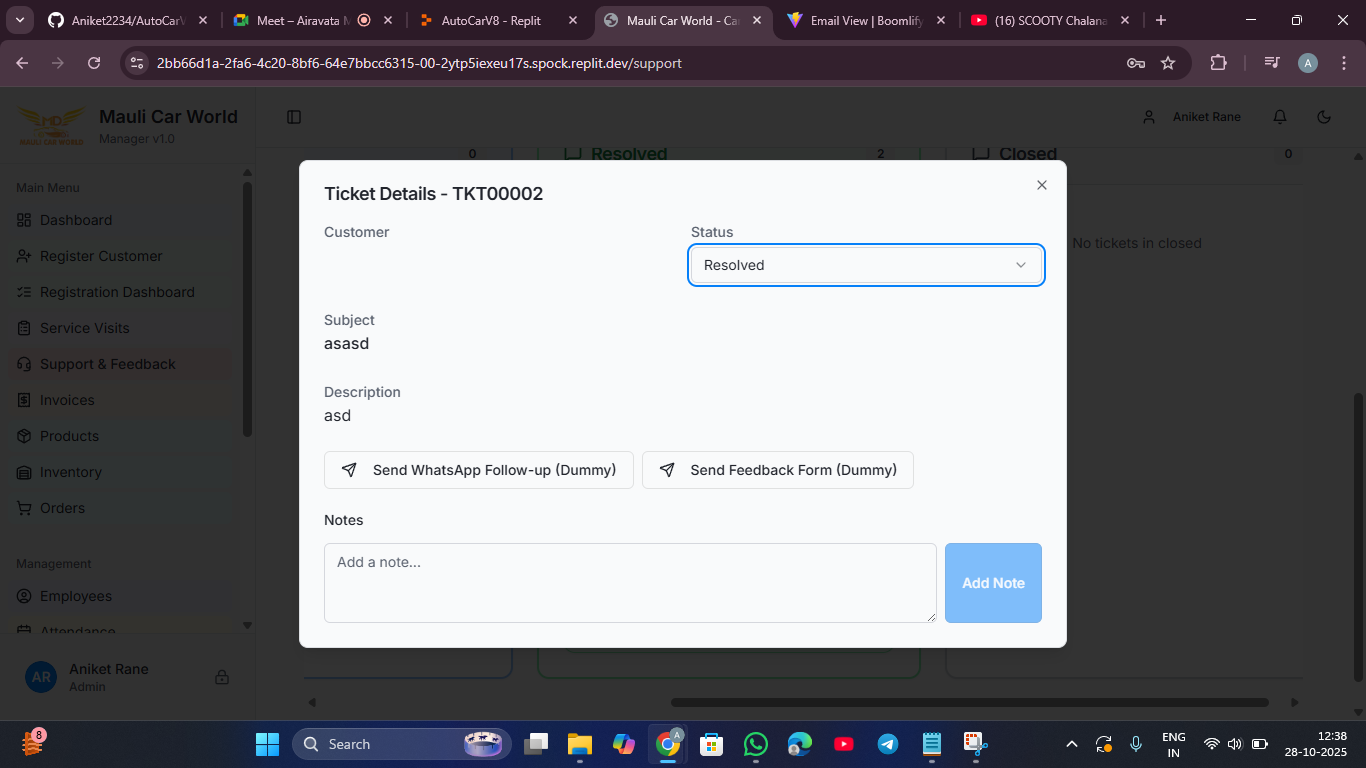 Aniket2234/AutoCarV
Meet – Airavata M
AutoCarV8 - Replit
Mauli Car World - Ca
Email View | Boomlify
(16) SCOOTY Chalana
2bb66d1a-2fa6-4c20-8bf6-64e7bbcc6315-00-2ytp5iexeu17s.spock.replit.dev/support
A
MD
MAULI CAR WORLD
Mauli Car World
Manager v1.0
Aniket Rane
Main Menu
Dashboard
Register Customer
Registration Dashboard
Service Visits
Support & Feedback
Invoices
Products
Inventory
Orders
Management
Employees
Attendance
AR
Aniket Rane
Admin
0
Resolved
2
Closed
0
No tickets in closed
Ticket Details - TKT00002
Customer
Status
Resolved
Subject
asasd
Description
asd
Send WhatsApp Follow-up (Dummy)
Send Feedback Form (Dummy)
Notes
Add a note...
Add Note
8
Search
A
ENG
IN
12:38
28-10-2025